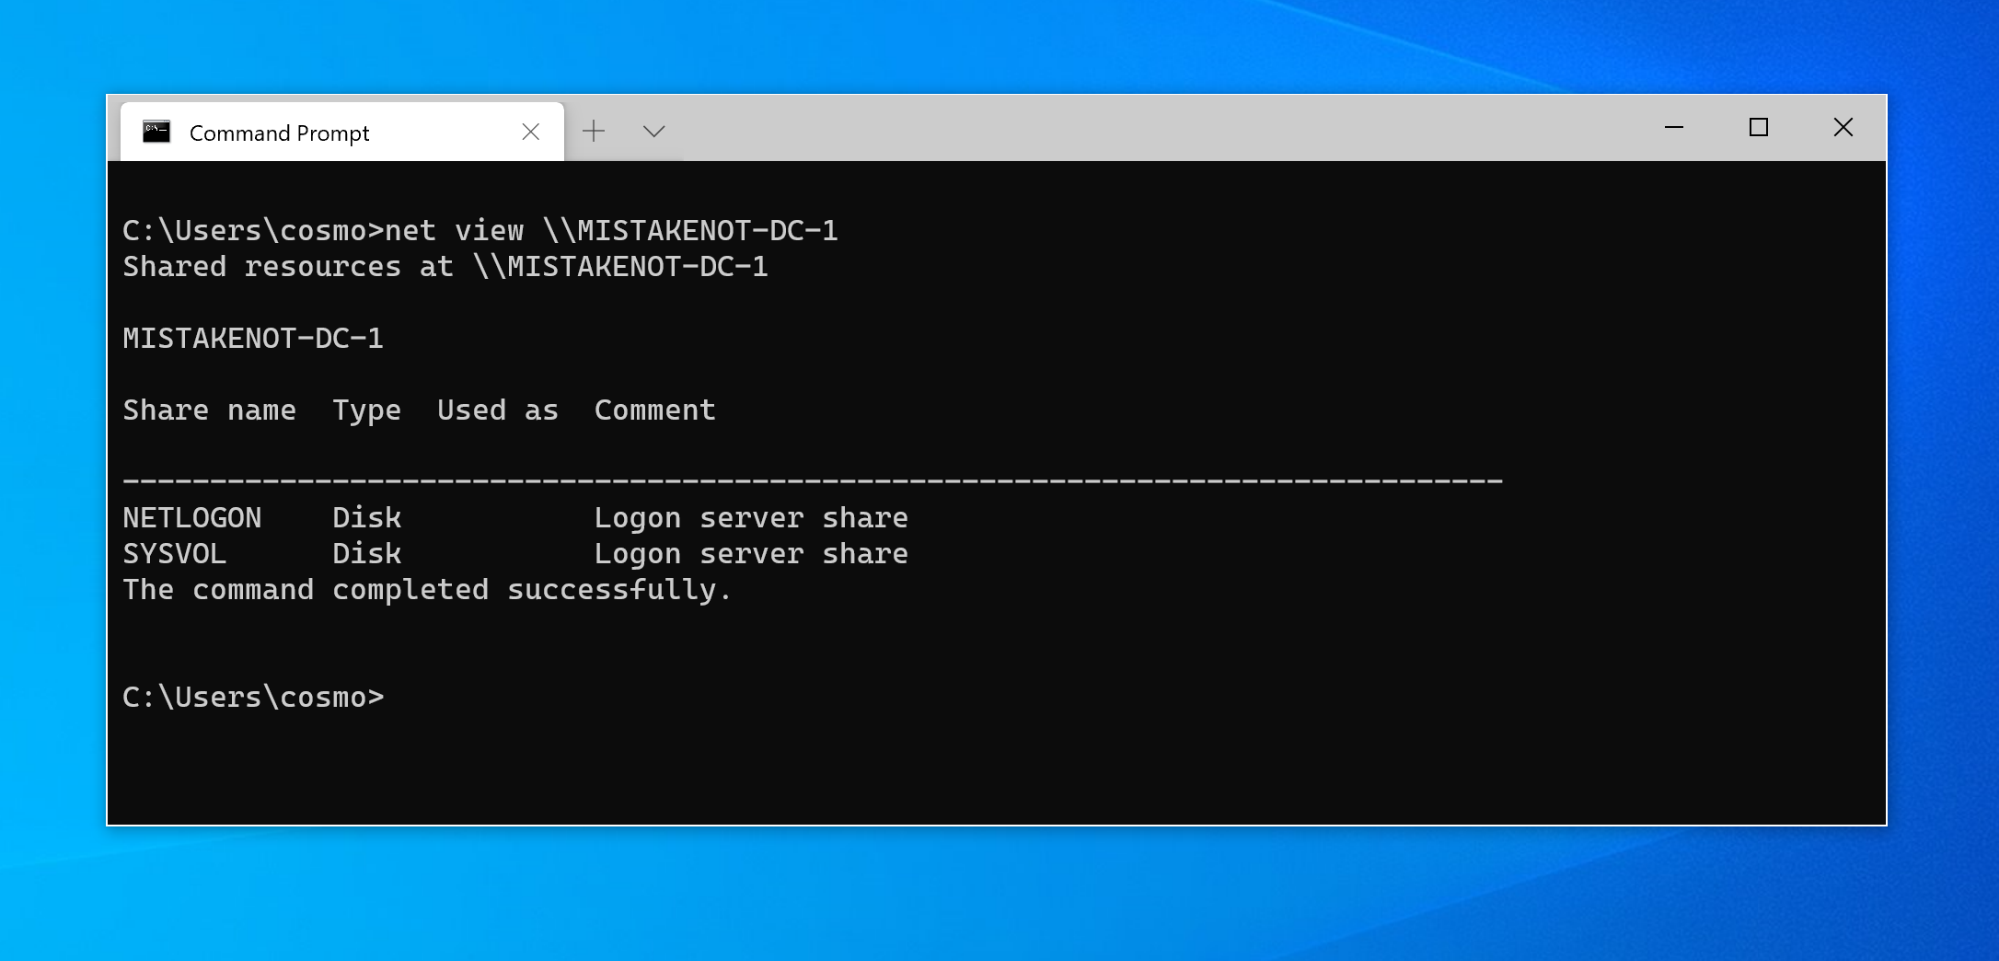 Command Prompt
C:\Users\cosmo>net view \\MISTAKENOT-DC-1
Shared resources at \\MISTAKENOT-DC-1
MISTAKENOT-DC-1
Share name  Type  Used as  Comment
-------------------------------------------------------------------------------
NETLOGON    Disk           Logon server share
SYSVOL      Disk           Logon server share
The command completed successfully.
C:\Users\cosmo>